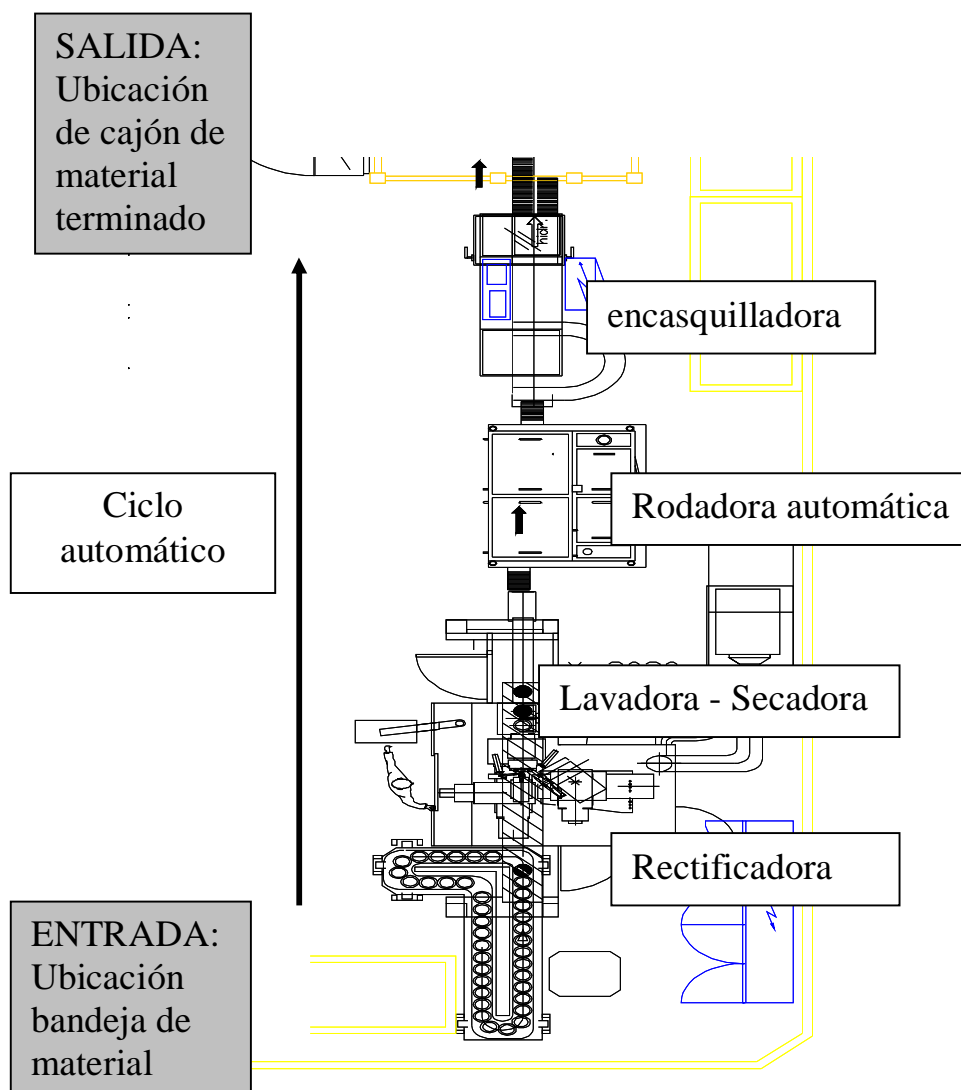 SALIDA:
Ubicación
de cajón de
material
terminado
encasquilladora
Ciclo
automático
Rodadora automática
Lavadora - Secadora
Rectificadora
ENTRADA:
Ubicación
bandeja de
material